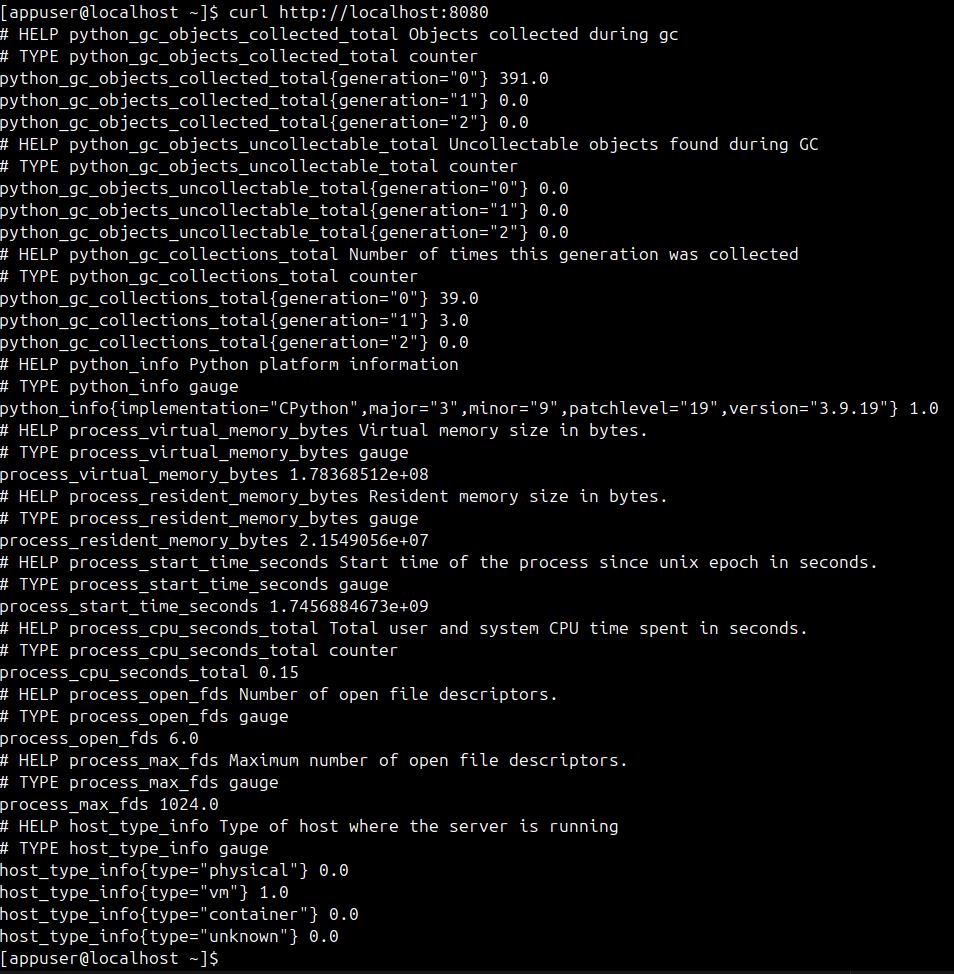 [appuser@localhost ~]$ curl http://localhost:8080
# HELP python_gc_objects_collected_total Objects collected during gc
# TYPE python_gc_objects_collected_total counter
python_gc_objects_collected_total{generation="0"} 391.0
python_gc_objects_collected_total{generation="1"} 0.0
python_gc_objects_collected_total{generation="2"} 0.0
# HELP python_gc_objects_uncollectable_total Uncollectable objects found during GC
# TYPE python_gc_objects_uncollectable_total counter
python_gc_objects_uncollectable_total{generation="0"} 0.0
python_gc_objects_uncollectable_total{generation="1"} 0.0
python_gc_objects_uncollectable_total{generation="2"} 0.0
# HELP python_gc_collections_total Number of times this generation was collected
# TYPE python_gc_collections_total counter
python_gc_collections_total{generation="0"} 39.0
python_gc_collections_total{generation="1"} 3.0
python_gc_collections_total{generation="2"} 0.0
# HELP python_info Python platform information
# TYPE python_info gauge
python_info{implementation="CPython",major="3",minor="9",patchlevel="19",version="3.9.19"} 1.0
# HELP process_virtual_memory_bytes Virtual memory size in bytes.
# TYPE process_virtual_memory_bytes gauge
process_virtual_memory_bytes 1.78368512e+08
# HELP process_resident_memory_bytes Resident memory size in bytes.
# TYPE process_resident_memory_bytes gauge
process_resident_memory_bytes 2.1549056e+07
# HELP process_start_time_seconds Start time of the process since unix epoch in seconds.
# TYPE process_start_time_seconds gauge
process_start_time_seconds 1.7456884673e+09
# HELP process_cpu_seconds_total Total user and system CPU time spent in seconds.
# TYPE process_cpu_seconds_total counter
process_cpu_seconds_total 0.15
# HELP process_open_fds Number of open file descriptors.
# TYPE process_open_fds gauge
process_open_fds 6.0
# HELP process_max_fds Maximum number of open file descriptors.
# TYPE process_max_fds gauge
process_max_fds 1024.0
# HELP host_type_info Type of host where the server is running
# TYPE host_type_info gauge
host_type_info{type="physical"} 0.0
host_type_info{type="vm"} 1.0
host_type_info{type="container"} 0.0
host_type_info{type="unknown"} 0.0
[appuser@localhost ~]$